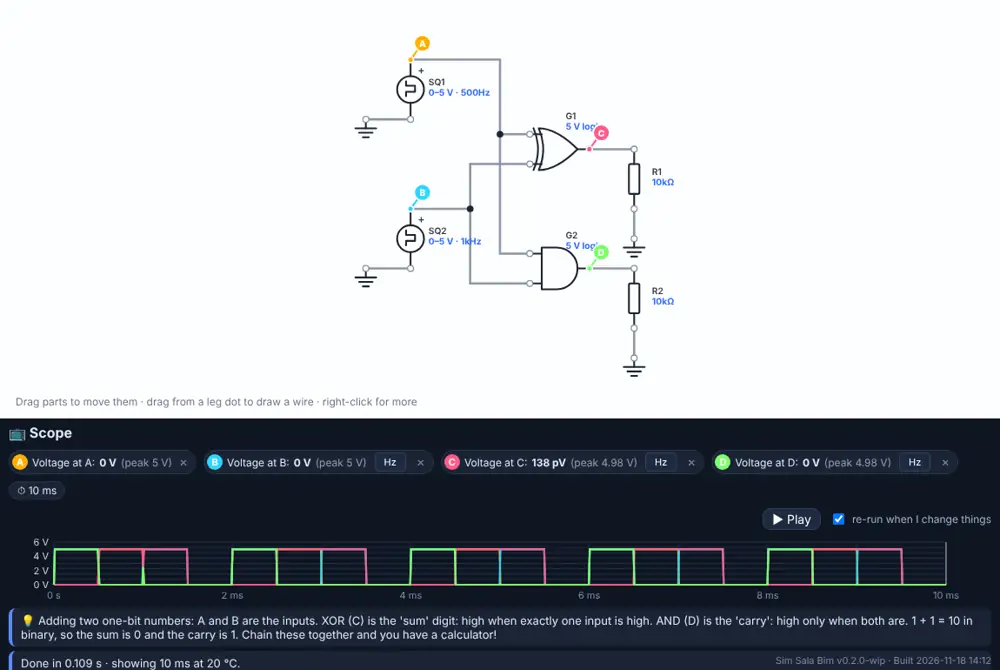 A
+
SQ1
0–5 V · 500Hz
G1
5 V logi
C
R1
10kΩ
B
+
SQ2
0–5 V · 1kHz
G2
5 V logi
D
R2
10kΩ
Drag parts to move them · drag from a leg dot to draw a wire · right-click for more
Scope
A Voltage at A: 0 V (peak 5 V) × B Voltage at B: 0 V (peak 5 V) Hz × C Voltage at C: 138 pV (peak 4.98 V) Hz × D Voltage at D: 0 V (peak 4.98 V) Hz ×
10 ms
Play re-run when I change things
6 V
4 V
2 V
0 V
0 s 2 ms 4 ms 6 ms 8 ms 10 ms
Adding two one-bit numbers: A and B are the inputs. XOR (C) is the 'sum' digit: high when exactly one input is high. AND (D) is the 'carry': high only when both are. 1 + 1 = 10 in
binary, so the sum is 0 and the carry is 1. Chain these together and you have a calculator!
Done in 0.109 s · showing 10 ms at 20 °C.
Sim Sala Bim v0.2.0-wip · Built 2026-11-18 14:12